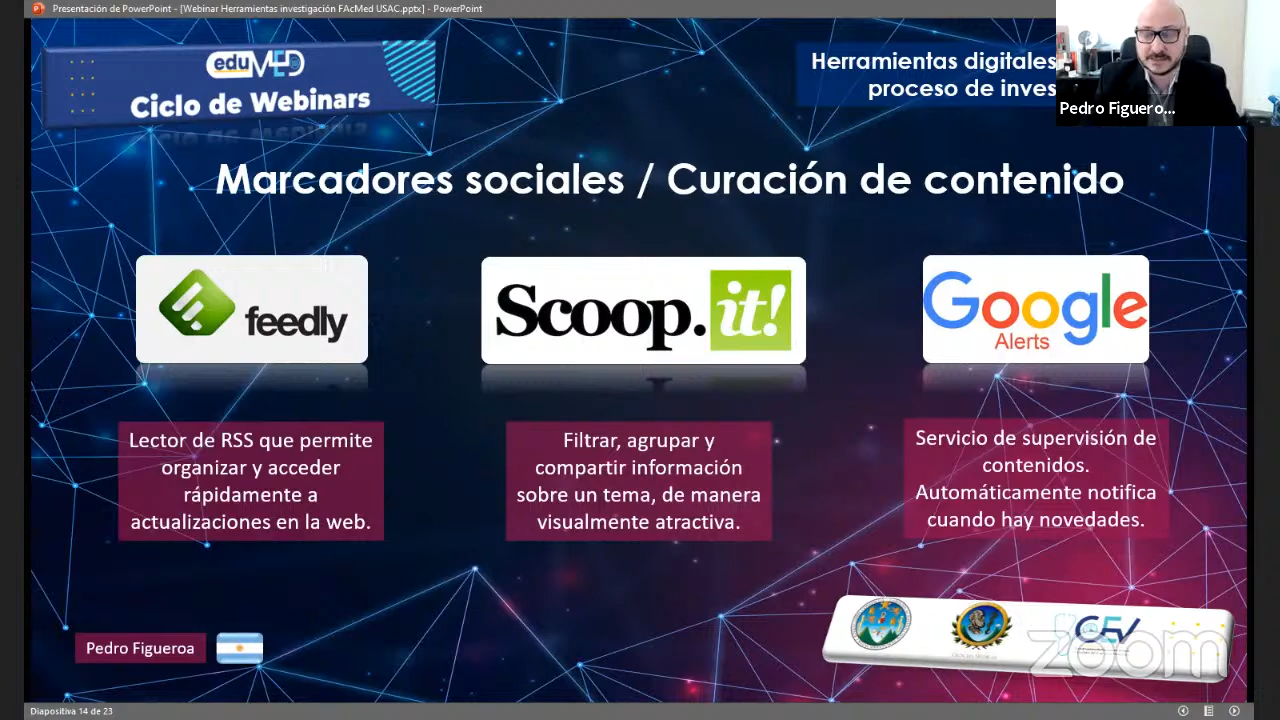 Presentación de PowerPoint - [Webinar Herramientas investigación FAcMed USAC.pptx] - PowerPoint
eduMED
Ciclo de Webinars
Herramientas digitales
proceso de inves
Pedro Figuero...
Marcadores sociales / Curación de contenido
feedly
Scoop.it!
Google
Alerts
Lector de RSS que permite
organizar y acceder
rápidamente a
actualizaciones en la web.
Filtrar, agrupar y
compartir información
sobre un tema, de manera
visualmente atractiva.
Servicio de supervisión de
contenidos.
Automáticamente notifica
cuando hay novedades.
Pedro Figueroa
CEV
zoom
Diapositiva 14 de 23